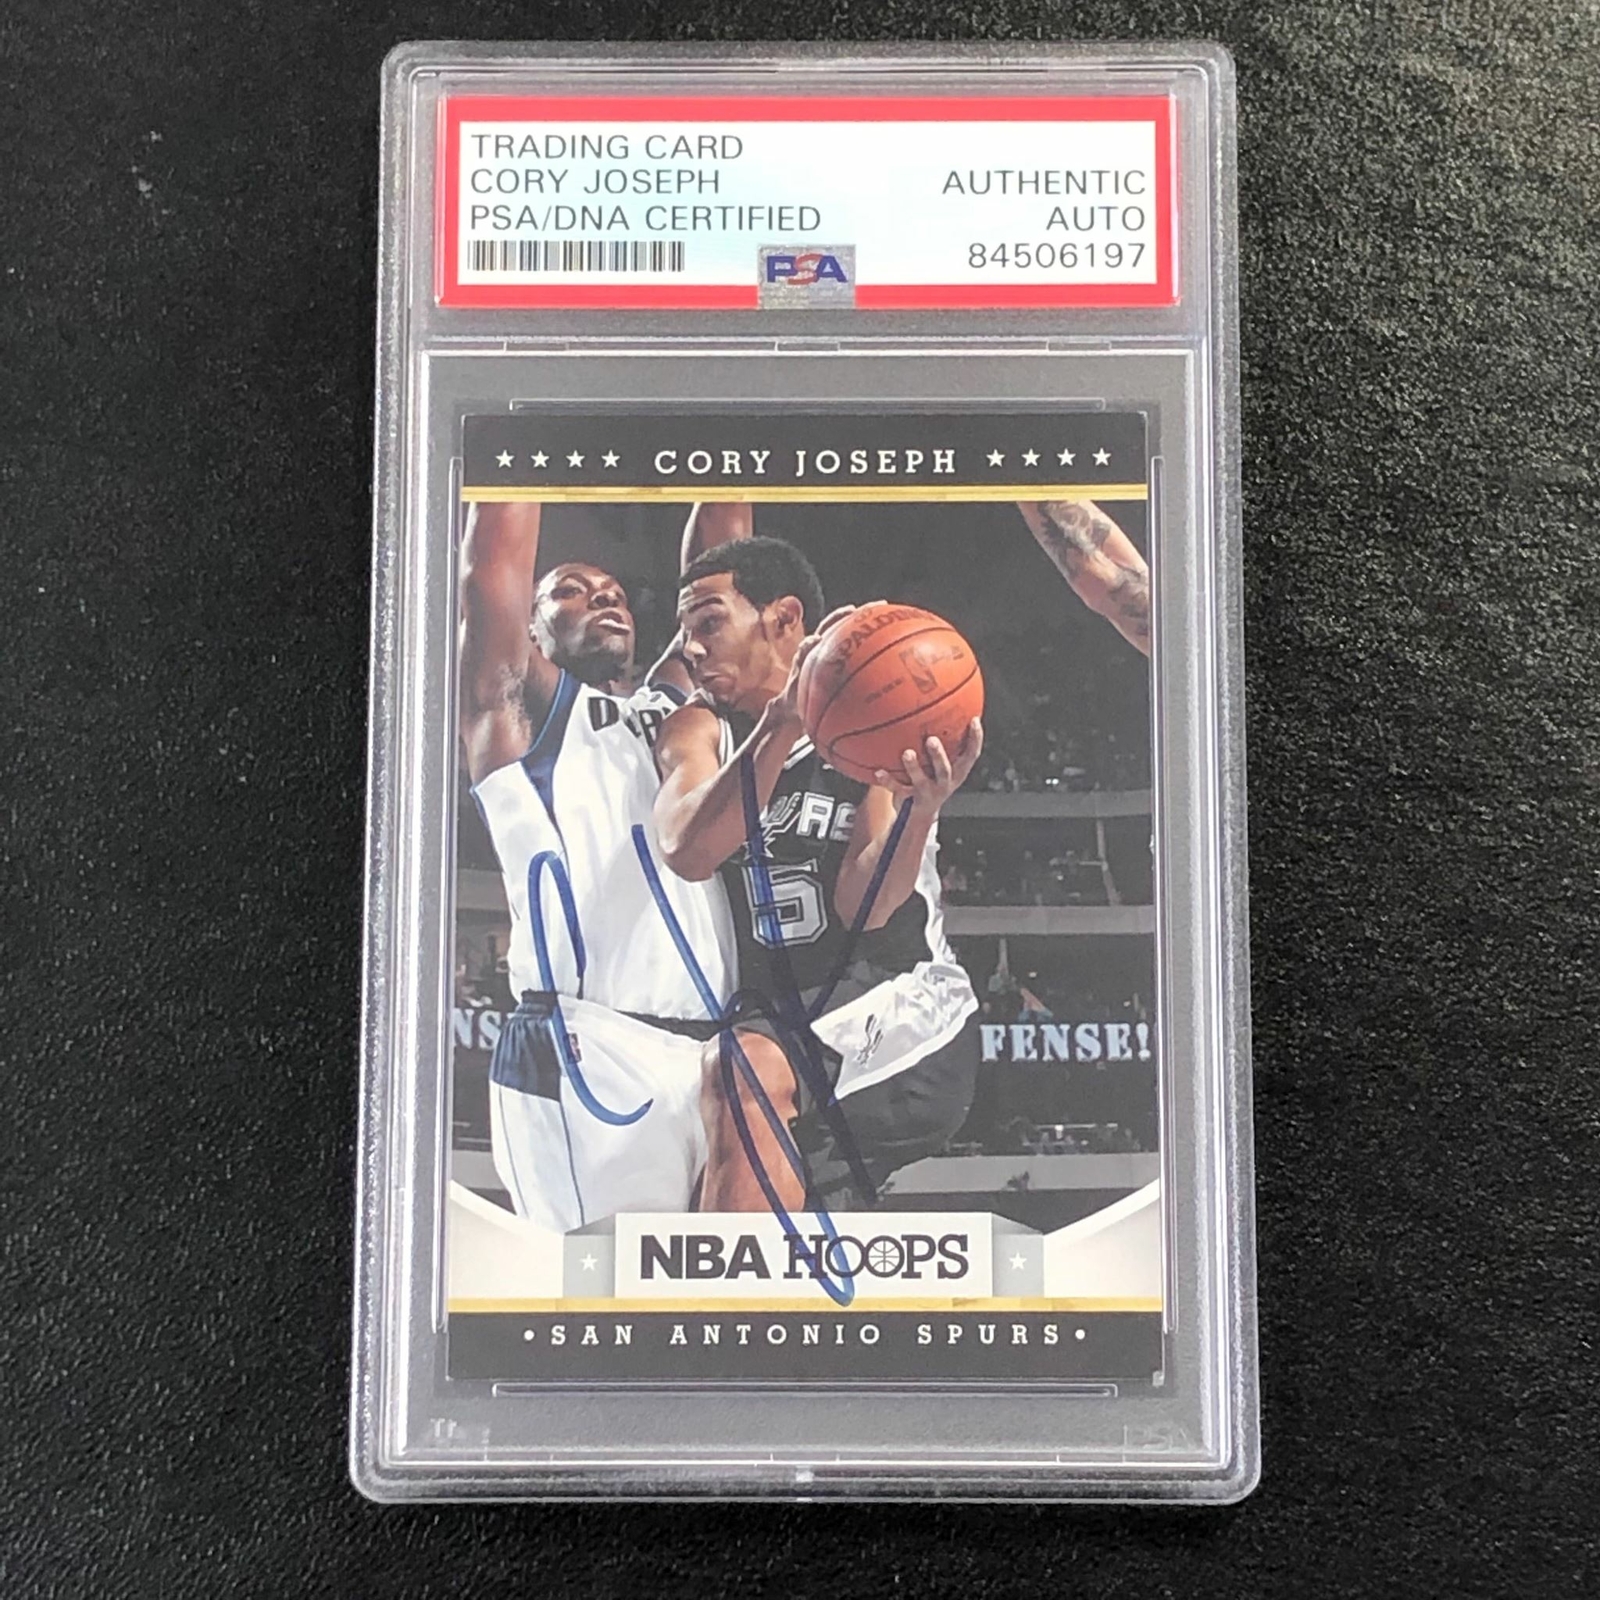 TRADING CARD
CORY JOSEPH
PSA/DNA CERTIFIED
AUTHENTIC
AUTO
84506197
PSA
★★★★ CORY JOSEPH ★★★★
SPALDING
5
FENSE!
NBA HOOPS
•SAN ANTONIO SPURS•